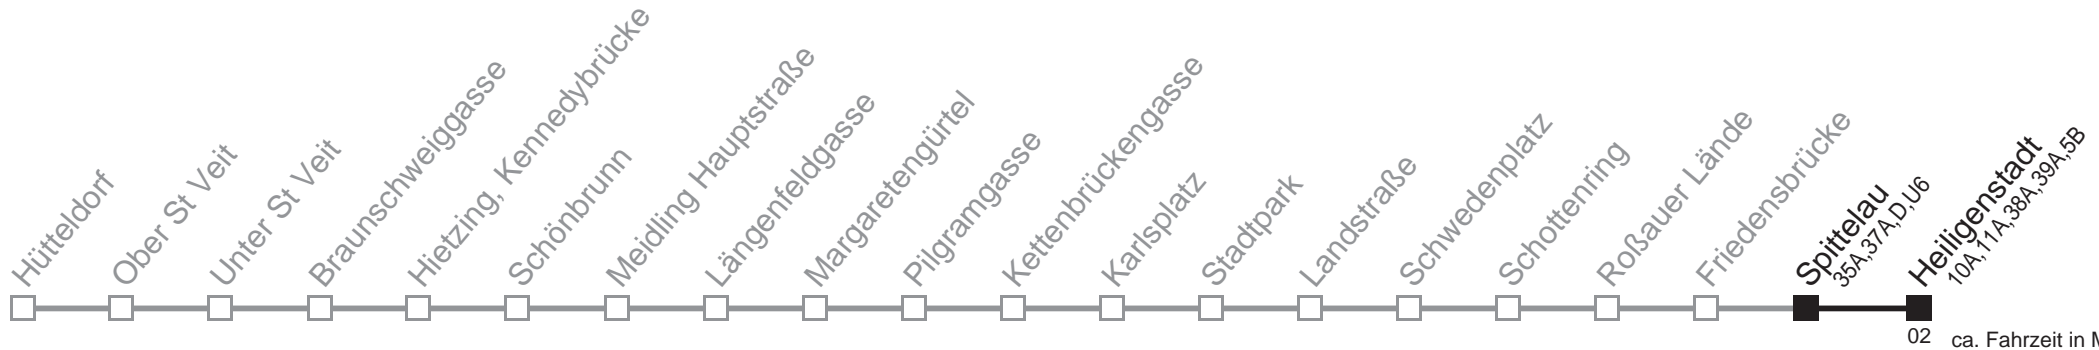 Hütteldorf
Ober St Veit
Unter St Veit
Braunschweiggasse
Hietzing, Kennedybrücke
Schönbrunn
Meidling Hauptstraße
Längenfeldgasse
Margaretengürtel
Pilgramgasse
Kettenbrückengasse
Karlsplatz
Stadtpark
Landstraße
Schwedenplatz
Schottenring
Roßauer Lände
Friedensbrücke
Spittelau
35A,37A,D,U6
Heiligenstadt
10A,11A,38A,39A,5B
02 ca. Fahrzeit in